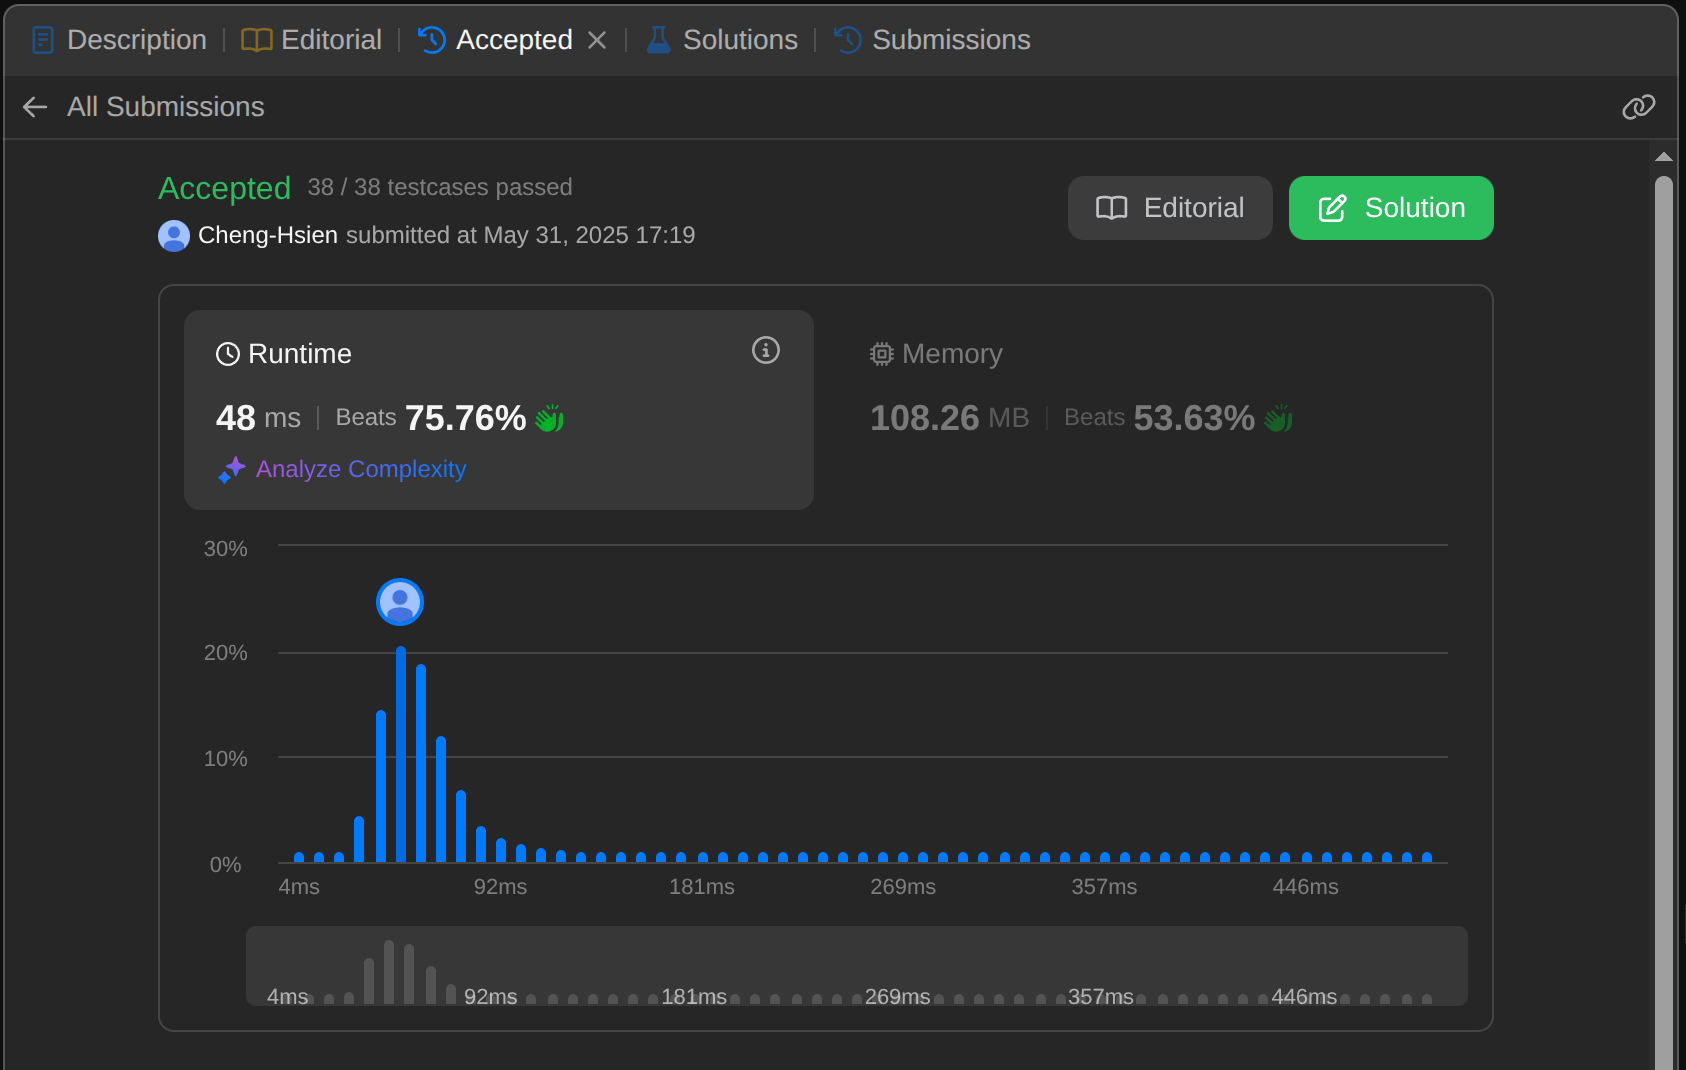 Description | Editorial | Accepted | Solutions | Submissions
All Submissions
Accepted 38 / 38 testcases passed
Cheng-Hsien submitted at May 31, 2025 17:19
Editorial Solution
Runtime
48 ms | Beats 75.76%
Analyze Complexity
Memory
108.26 MB | Beats 53.63%
30%
20%
10%
0%
4ms 92ms 181ms 269ms 357ms 446ms
4ms 92ms 181ms 269ms 357ms 446ms